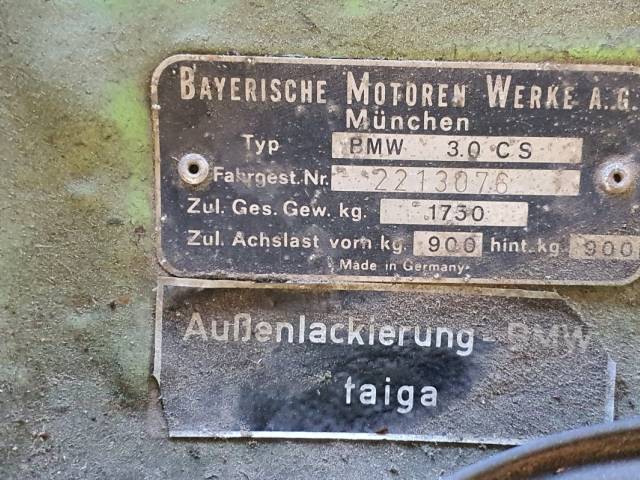 BAYERISCHE MOTOREN WERKE A.G.
München
Typ BMW 3.0 CS
Fahrgest. Nr. 2213076
Zul. Ges. Gew. kg. 1750
Zul. Achslast vorn kg. 900 hint. kg. 900
Made in Germany
Außenlackierung - BMW
taiga